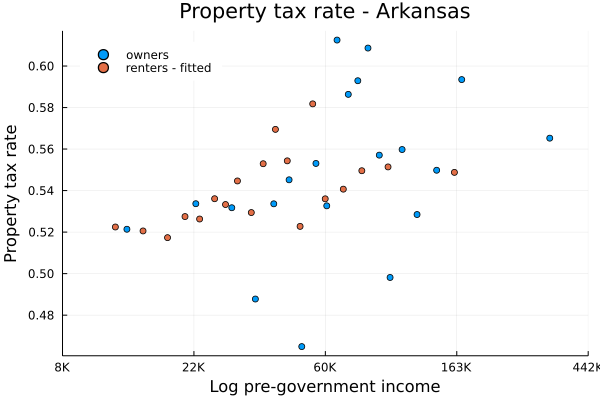 Property tax rate - Arkansas
owners
renters - fitted
Property tax rate
0.60
0.58
0.56
0.54
0.52
0.50
0.48
8K 22K 60K 163K 442K
Log pre-government income